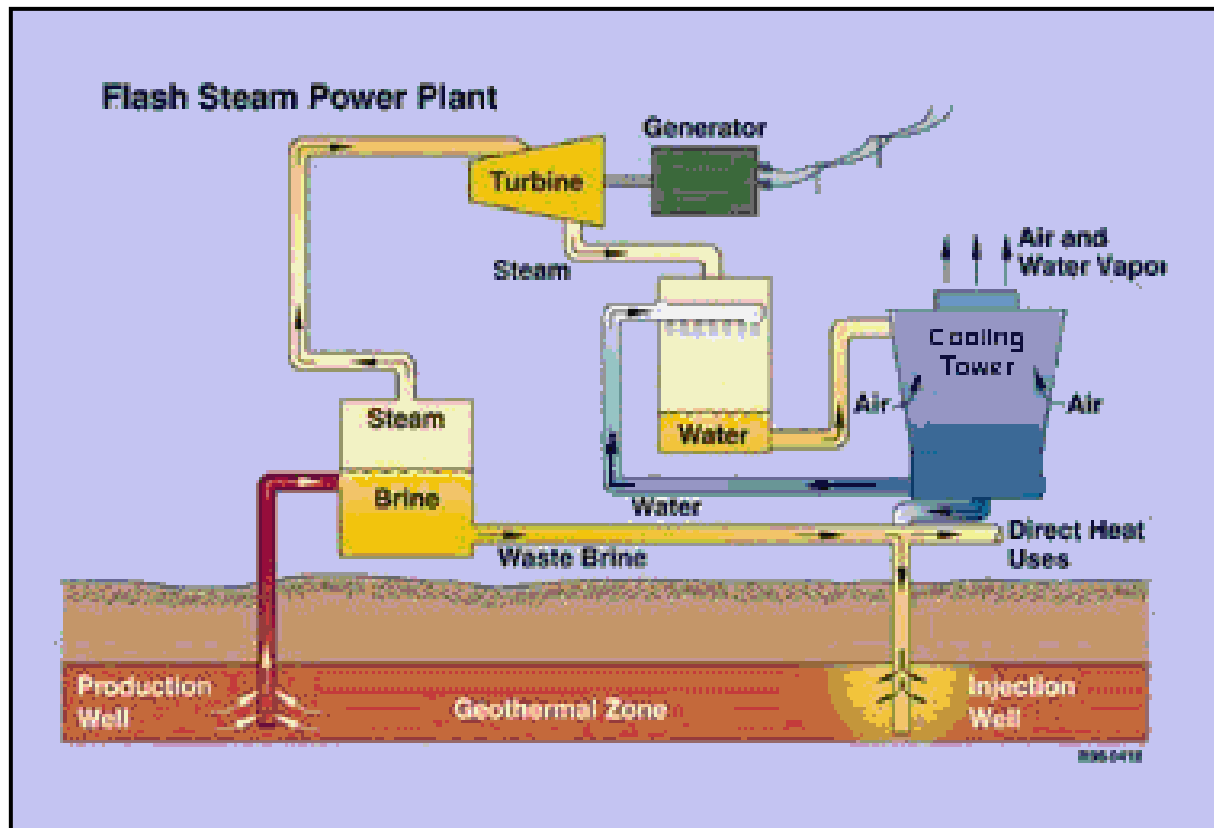 Flash Steam Power Plant
Generator
Turbine
Steam
Air and
Water Vapor
Cooling
Tower
Air
Air
Steam
Water
Brine
Water
Waste Brine
Direct Heat
Uses
Production
Well
Geothermal Zone
Injection
Well